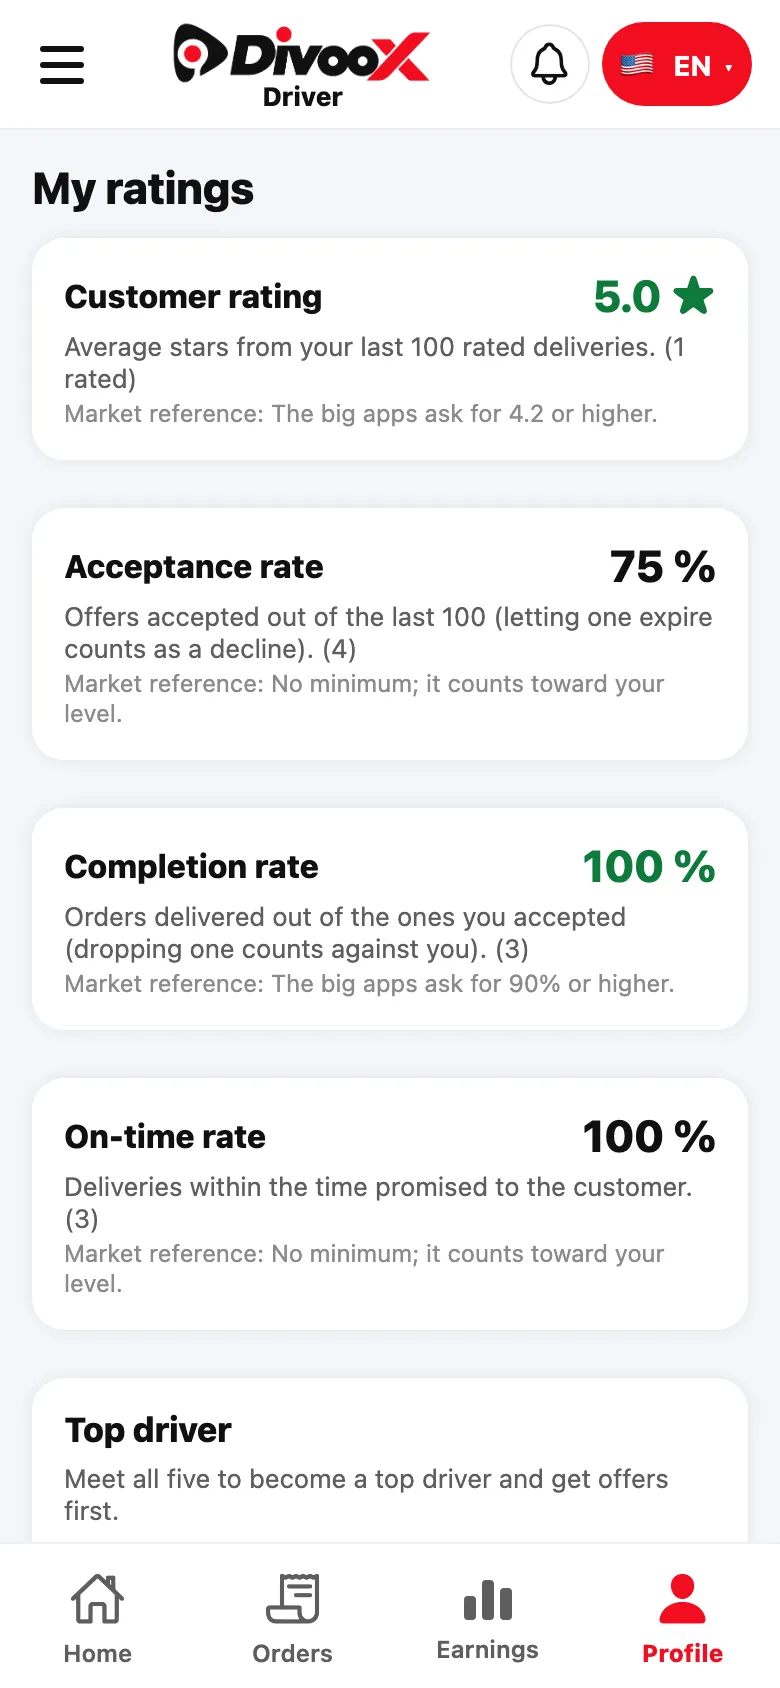 DivooX
Driver
EN
My ratings
Customer rating
5.0 ★
Average stars from your last 100 rated deliveries. (1
rated)
Market reference: The big apps ask for 4.2 or higher.
Acceptance rate
75 %
Offers accepted out of the last 100 (letting one expire
counts as a decline). (4)
Market reference: No minimum; it counts toward your
level.
Completion rate
100 %
Orders delivered out of the ones you accepted
(dropping one counts against you). (3)
Market reference: The big apps ask for 90% or higher.
On-time rate
100 %
Deliveries within the time promised to the customer.
(3)
Market reference: No minimum; it counts toward your
level.
Top driver
Meet all five to become a top driver and get offers
first.
Home
Orders
Earnings
Profile